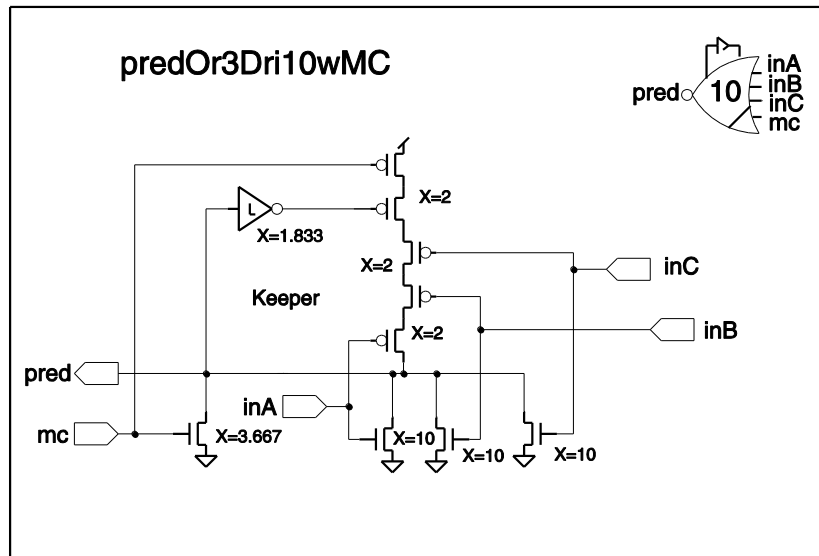 predOr3Dri10wMC
inA
inB
pred
10
inC
mc
X=2
L
X=1.833
X=2
inC
Keeper
inB
X=2
pred
inA
mc
X=3.667
X=10
X=10
X=10